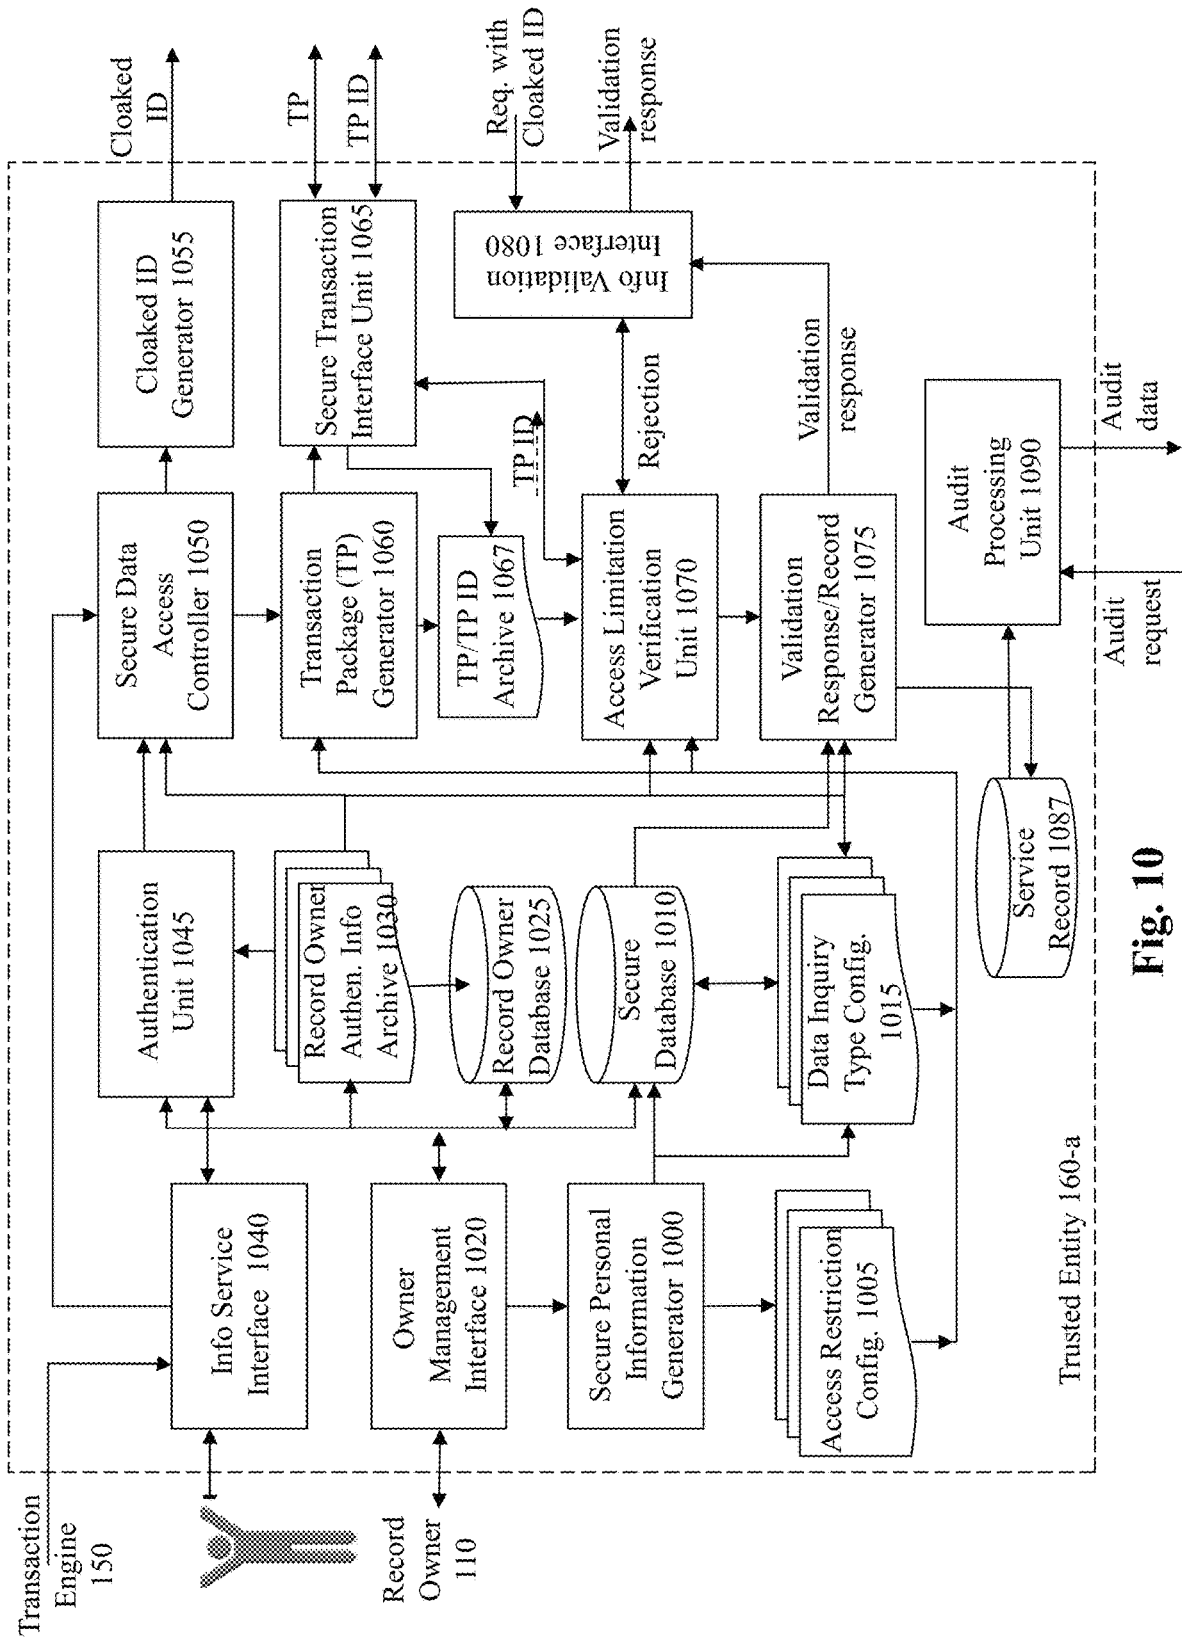 Transaction
Engine
150
Record
Owner
110
Info Service
Interface 1040
Owner
Management
Interface 1020
Secure Personal
Information
Generator 1000
Access Restriction
Config. 1005
Authentication
Unit 1045
Record Owner
Authen. Info
Archive 1030
Record Owner
Database 1025
Secure
Database 1010
Data Inquiry
Type Config.
1015
Secure Data
Access
Controller 1050
Transaction
Package (TP)
Generator 1060
TP/TP ID
Archive 1067
Access Limitation
Verification
Unit 1070
Validation
Response/Record
Generator 1075
Service
Record 1087
Cloaked ID
Generator 1055
Secure Transaction
Interface Unit 1065
TP ID
Info Validation
Interface 1080
Rejection
Validation
response
Audit
Processing
Unit 1090
Cloaked
ID
TP
TP ID
Req. with
Cloaked ID
Validation
response
Audit
request
Audit
data
Trusted Entity 160-a
Fig. 10